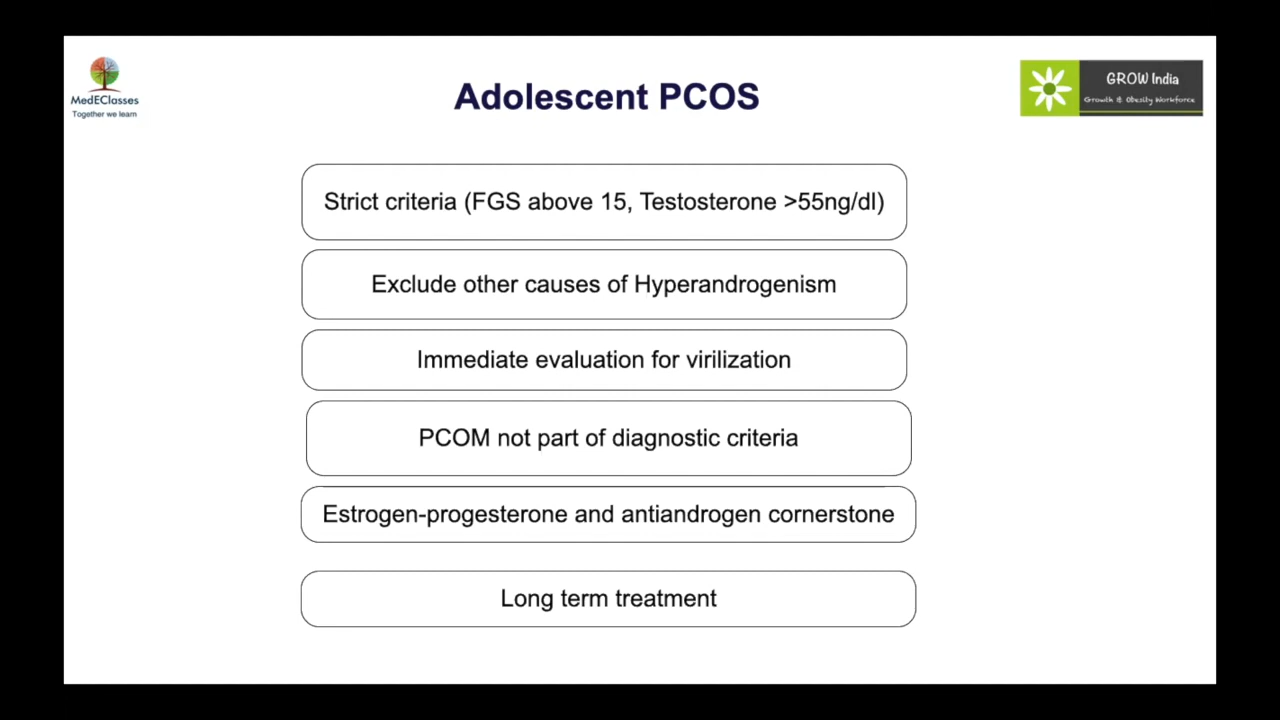 MedEClasses
Together we learn
Adolescent PCOS
GROW India
Growth & Obesity Workforce
Strict criteria (FGS above 15, Testosterone >55ng/dl)
Exclude other causes of Hyperandrogenism
Immediate evaluation for virilization
PCOM not part of diagnostic criteria
Estrogen-progesterone and antiandrogen cornerstone
Long term treatment